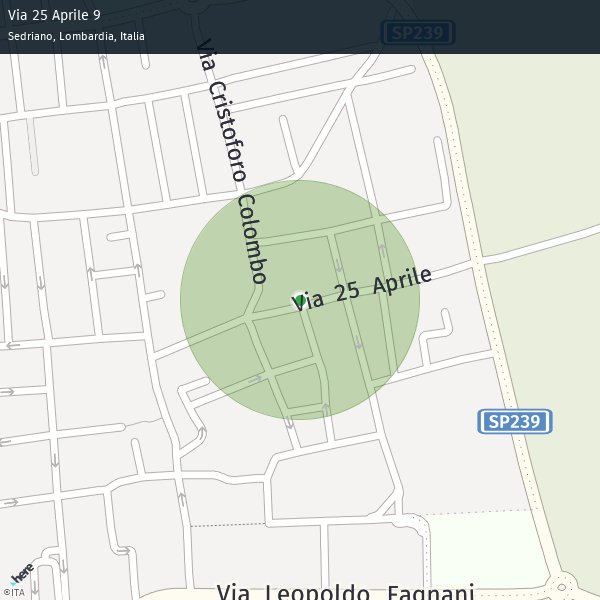 Via 25 Aprile 9
Sedriano, Lombardia, Italia
SP239
Via Cristoforo Colombo
Via 25 Aprile
SP239
here
©ITA
Via Leopoldo Fagnani